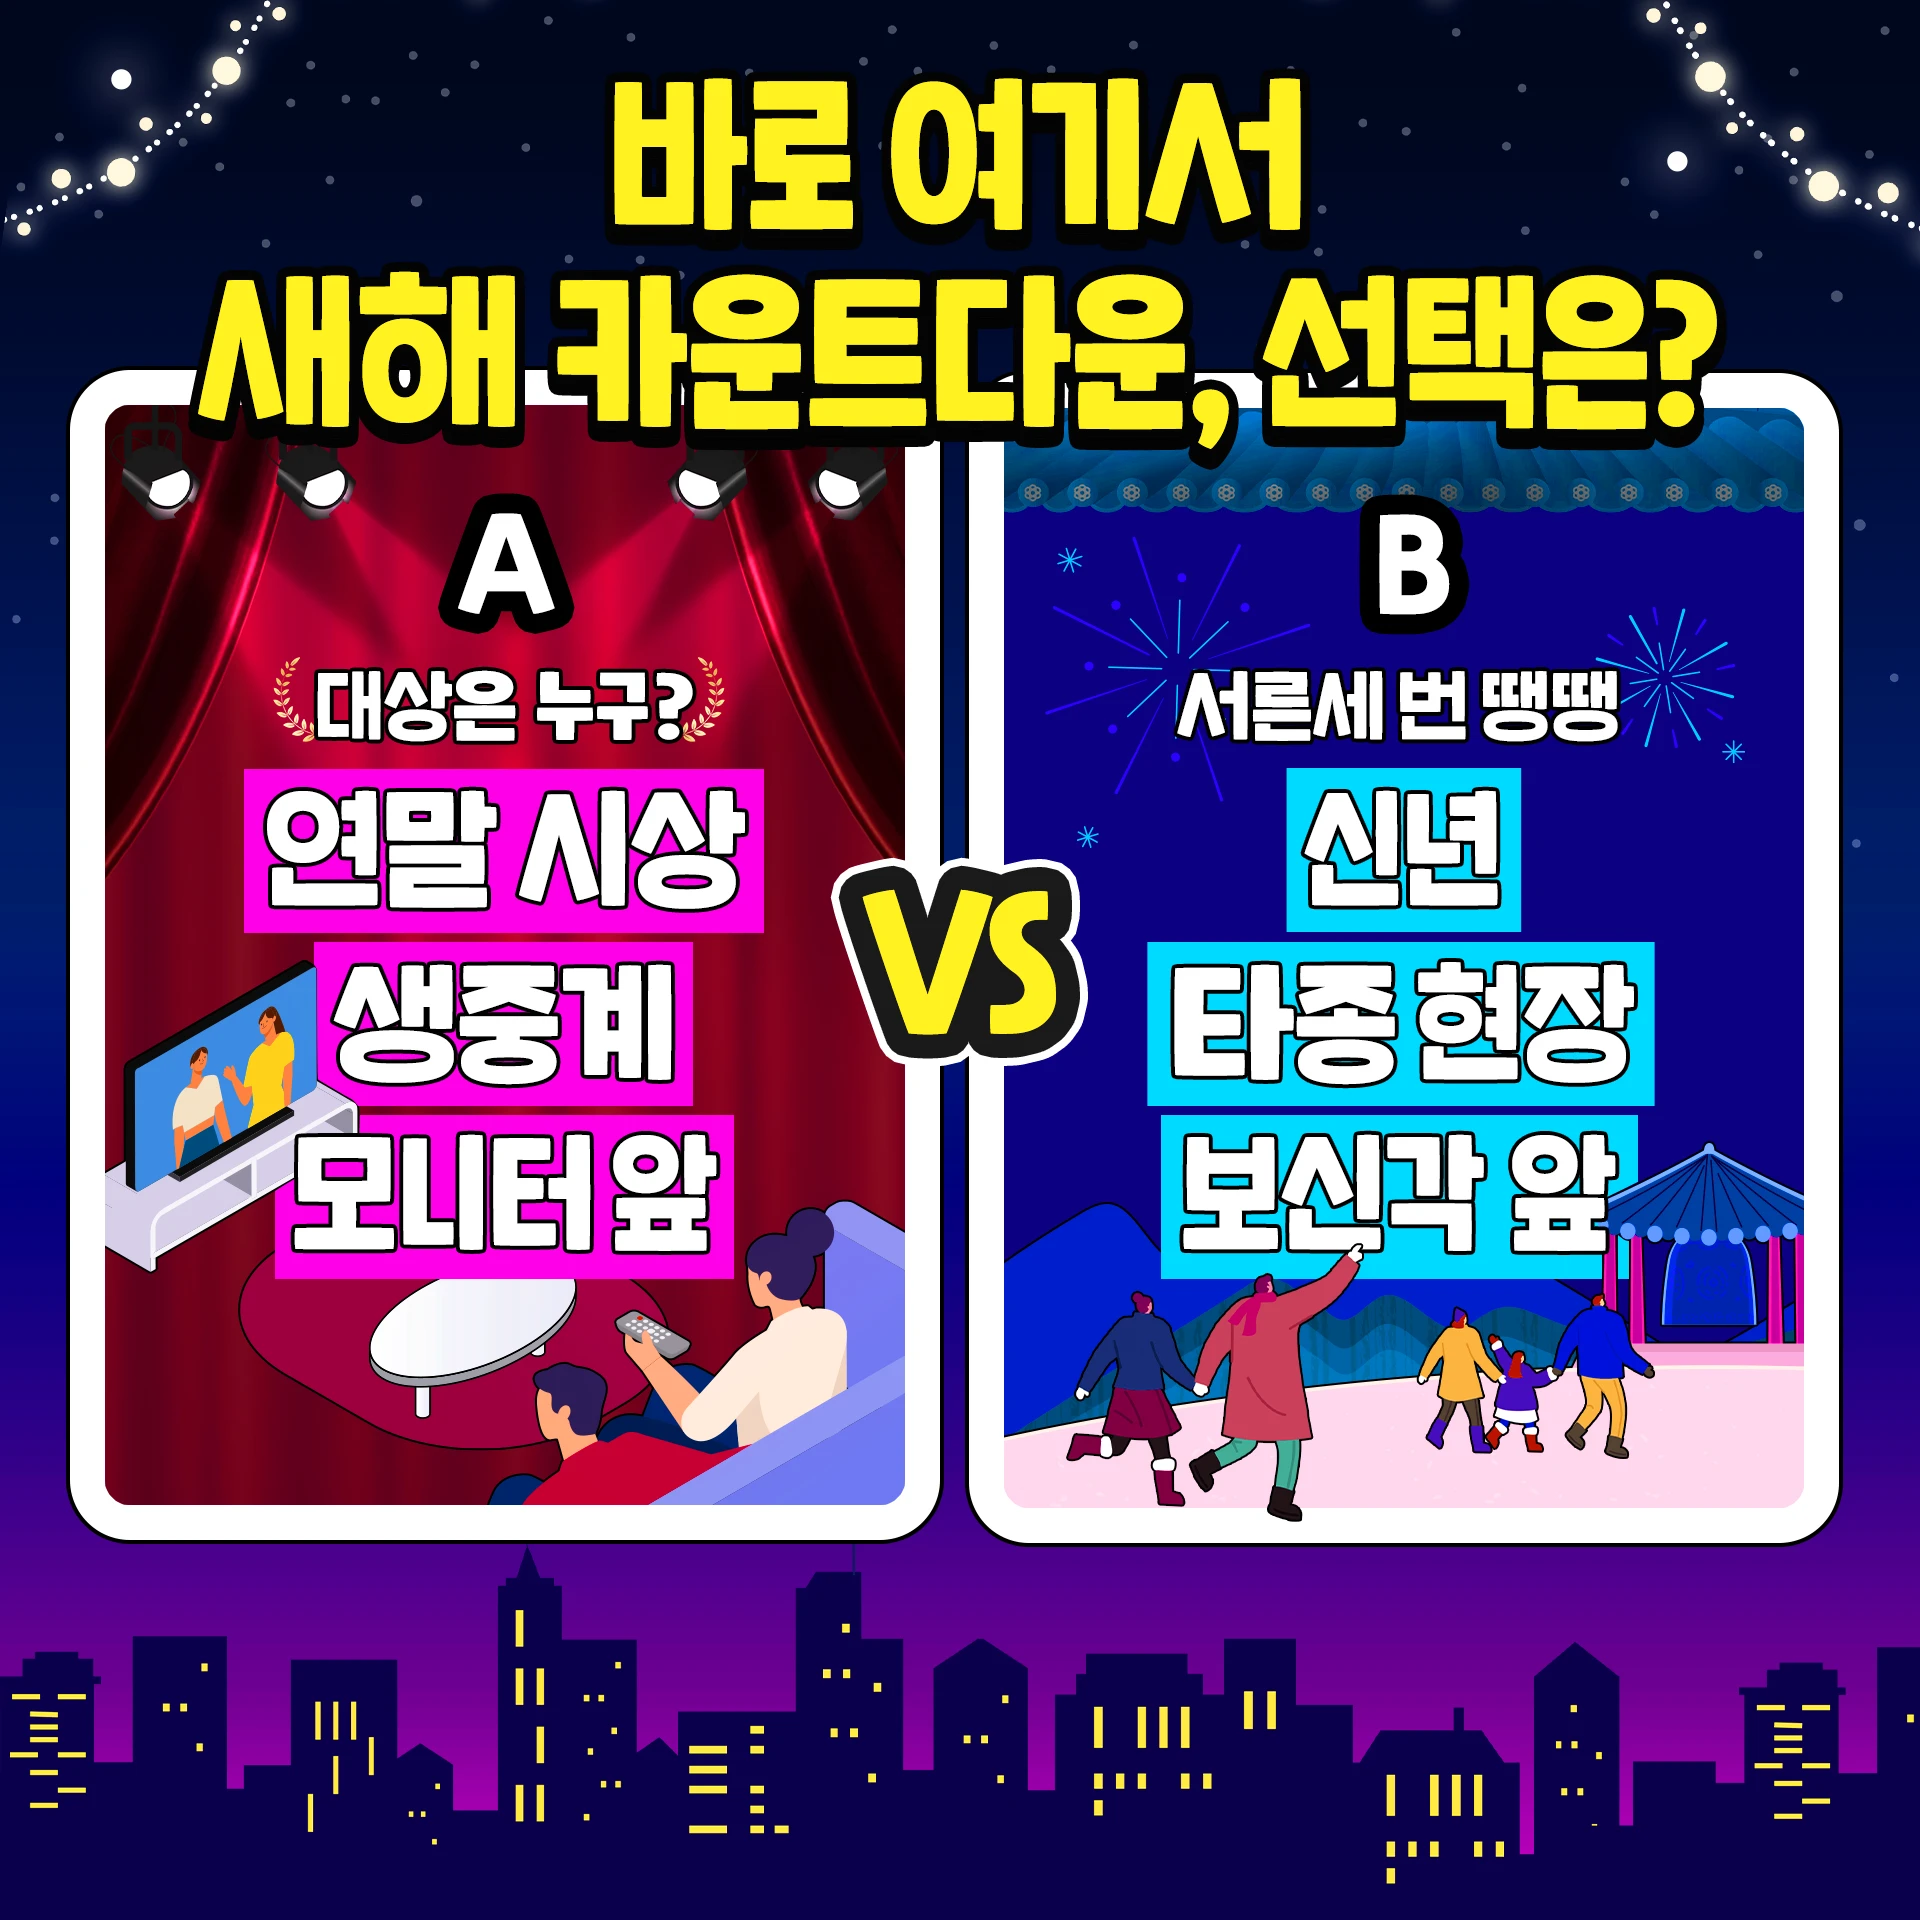 바로 여기서
새해 카운트다운, 선택은?
A
대상은 누구?
연말 시상
생중계
모니터 앞
VS
B
서른세 번 땡땡
신년
타종 현장
보신각 앞